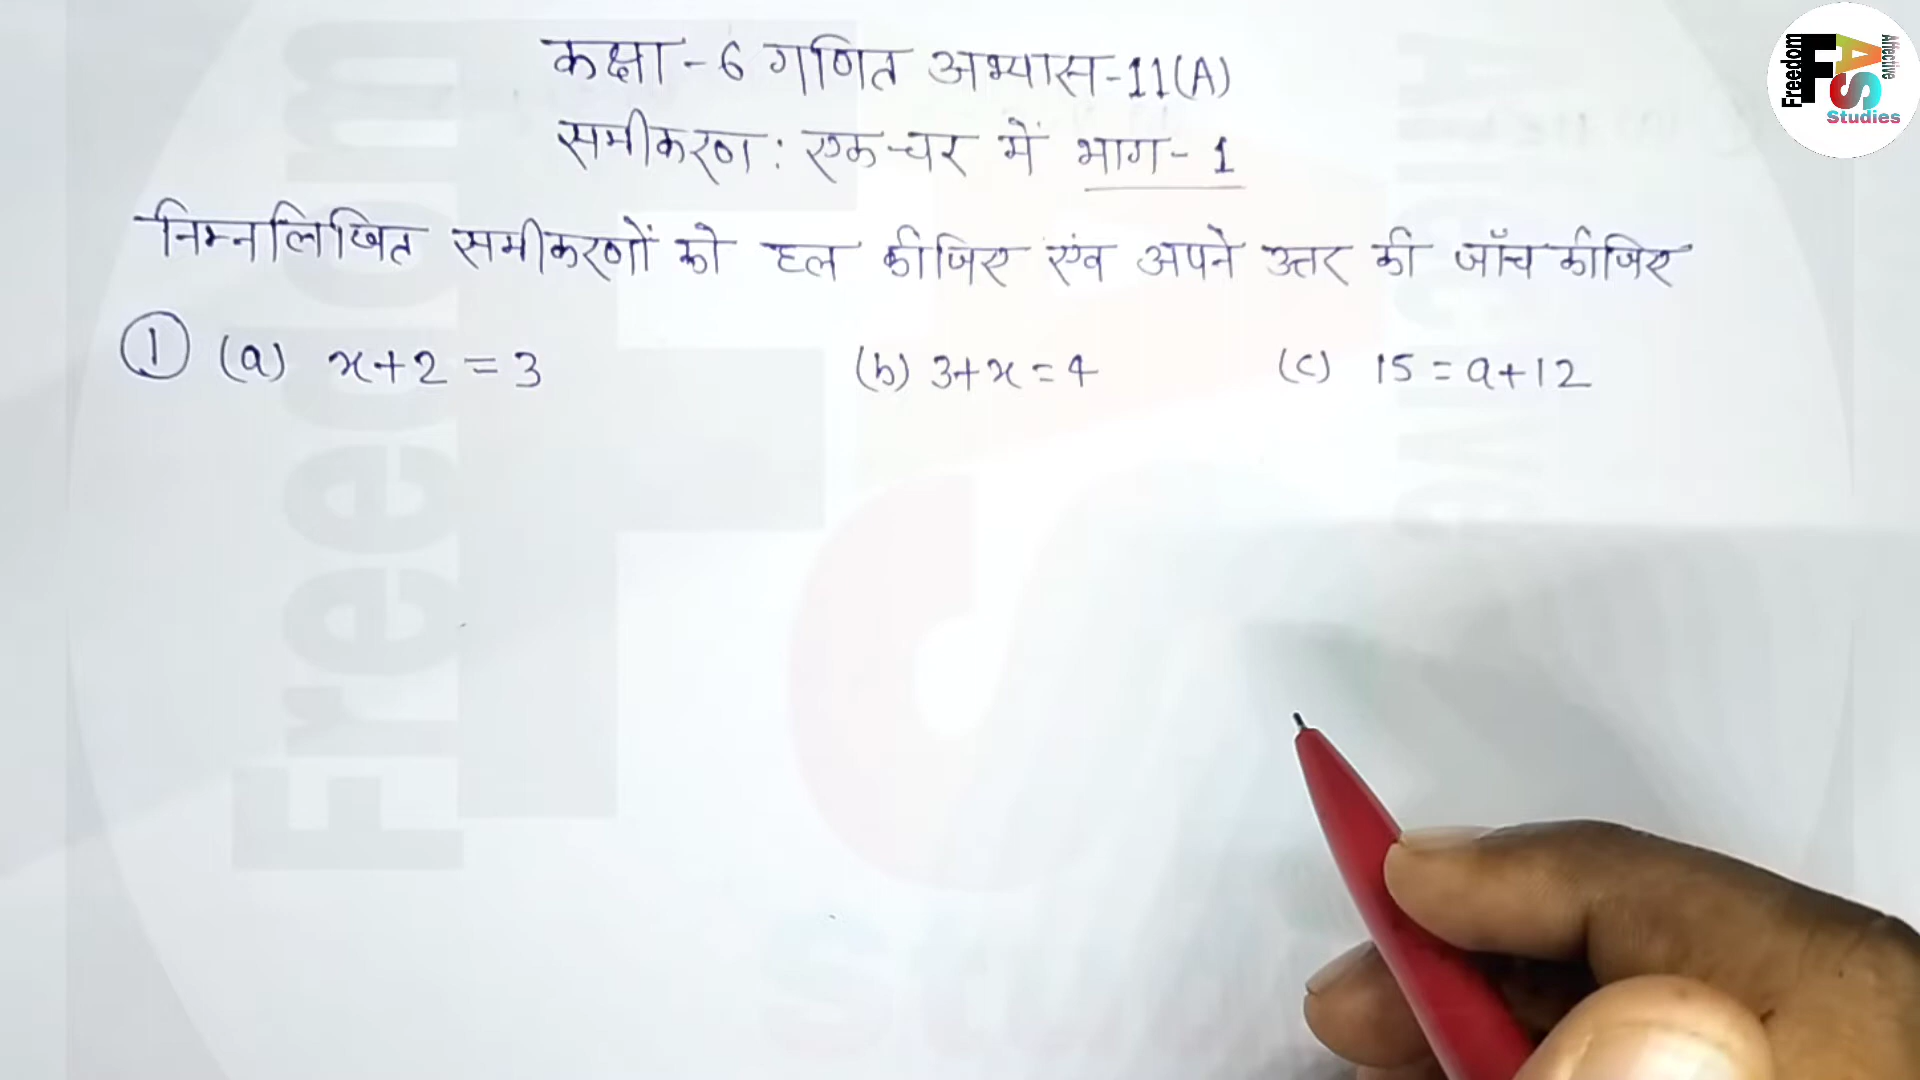 कक्षा - 6 गणित अभ्यास-11(A)
समीकरण : एक चर में भाग - 1
निम्नलिखित समीकरणों को हल कीजिए एंव अपने उत्तर की जाँच कीजिए
① (a) x+2 = 3 (b) 3+x = 4 (c) 15 = a+12
Freedom
FAS
Affective
Studies